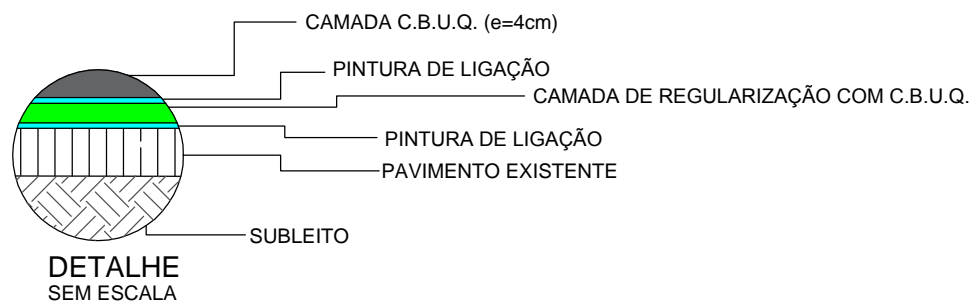 CAMADA C.B.U.Q. (e=4cm)
PINTURA DE LIGAÇÃO
CAMADA DE REGULARIZAÇÃO COM C.B.U.Q.
PINTURA DE LIGAÇÃO
PAVIMENTO EXISTENTE
SUBLEITO
DETALHE
SEM ESCALA